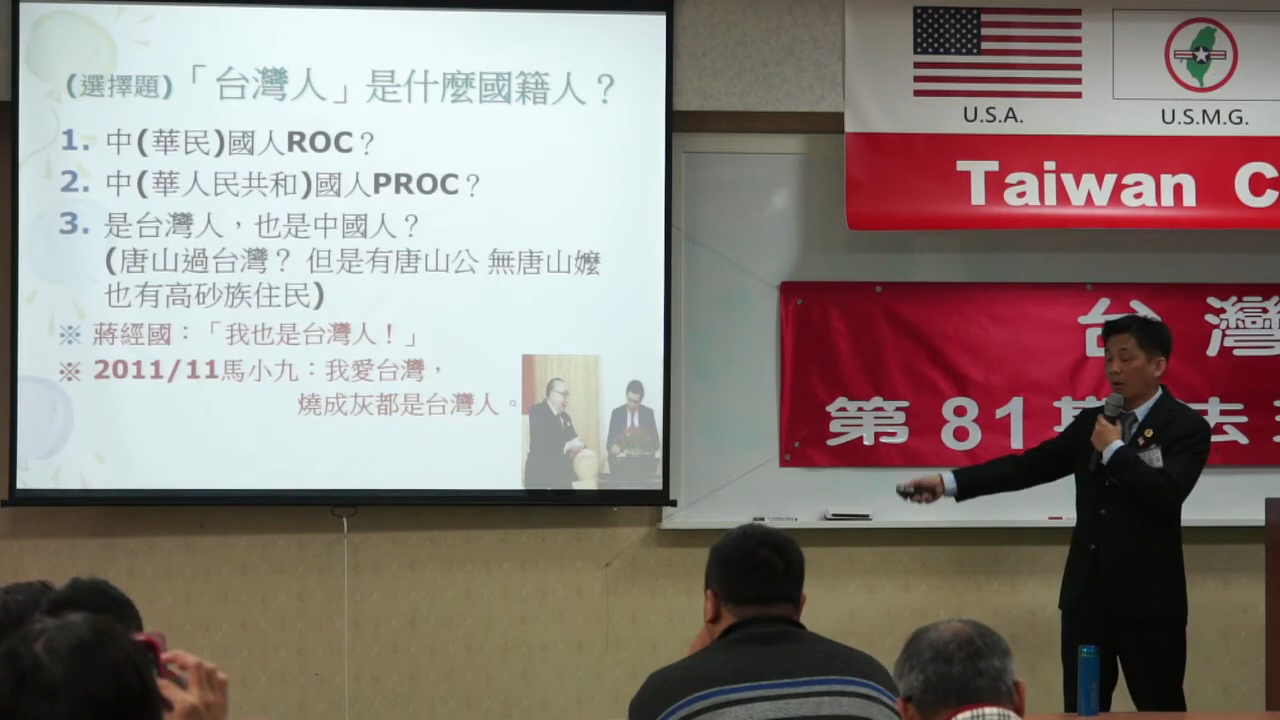 (選擇題)「台灣人」是什麼國籍人？
1. 中(華民)國人ROC？
2. 中(華人民共和)國人PROC？
3. 是台灣人，也是中國人？
(唐山過台灣？ 但是有唐山公 無唐山嬤
也有高砂族住民)
※ 蔣經國：「我也是台灣人！」
※ 2011/11馬小九：我愛台灣，
燒成灰都是台灣人。
U.S.A.
U.S.M.G.
Taiwan C
台灣
第 81 期 去